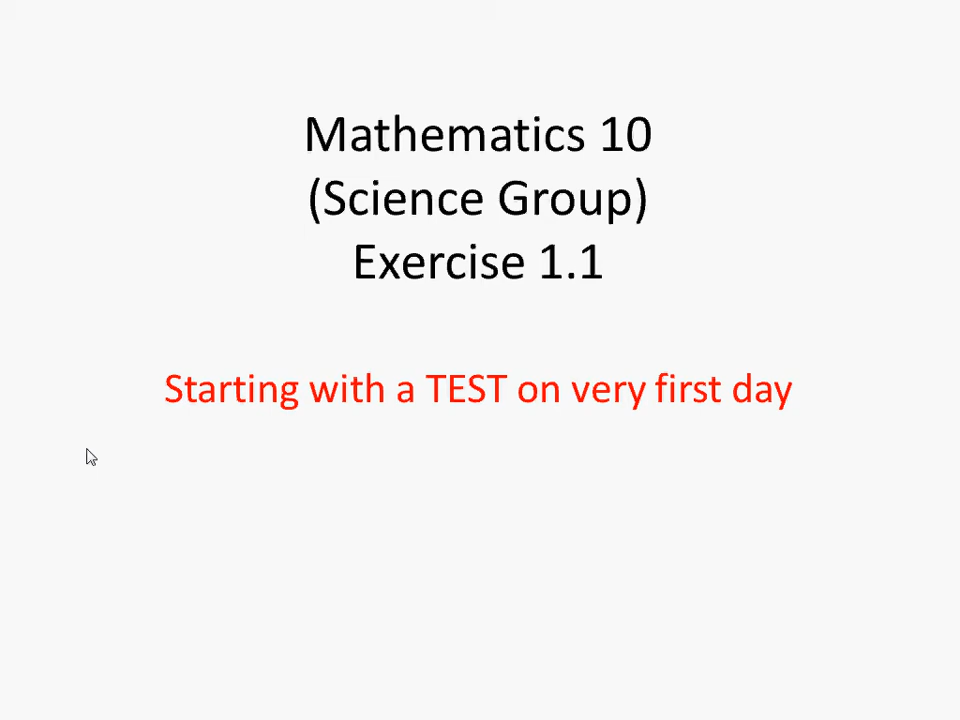 Mathematics 10
(Science Group)
Exercise 1.1
Starting with a TEST on very first day